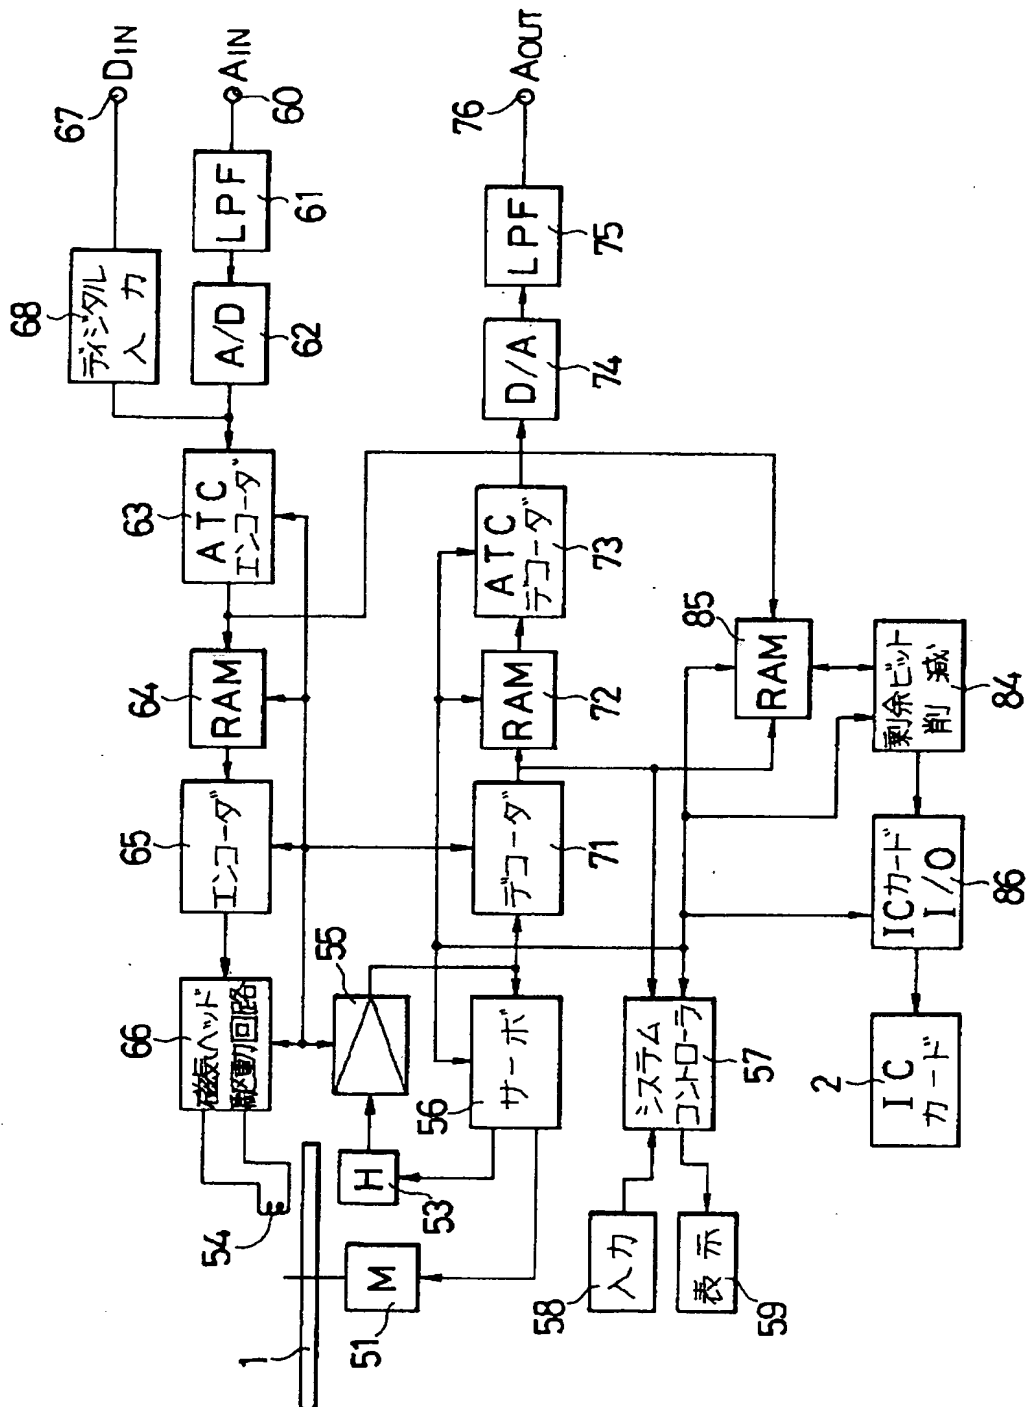 67
DIN
68
ディジタル
入力
AIN
60
LPF
61
A/D
62
63
ATC
エンコーダ
64
RAM
65
エンコーダ
66
磁気ヘッド
駆動回路
54
1
M
51
H
53
55
サーボ
56
デコーダ
71
RAM
72
ATC
デコーダ
73
D/A
74
LPF
75
76
AOUT
入力
58
表示
59
システム
コントローラ
57
85
RAM
剰余ビット
削減
84
ICカード
I/O
86
2
IC
カード